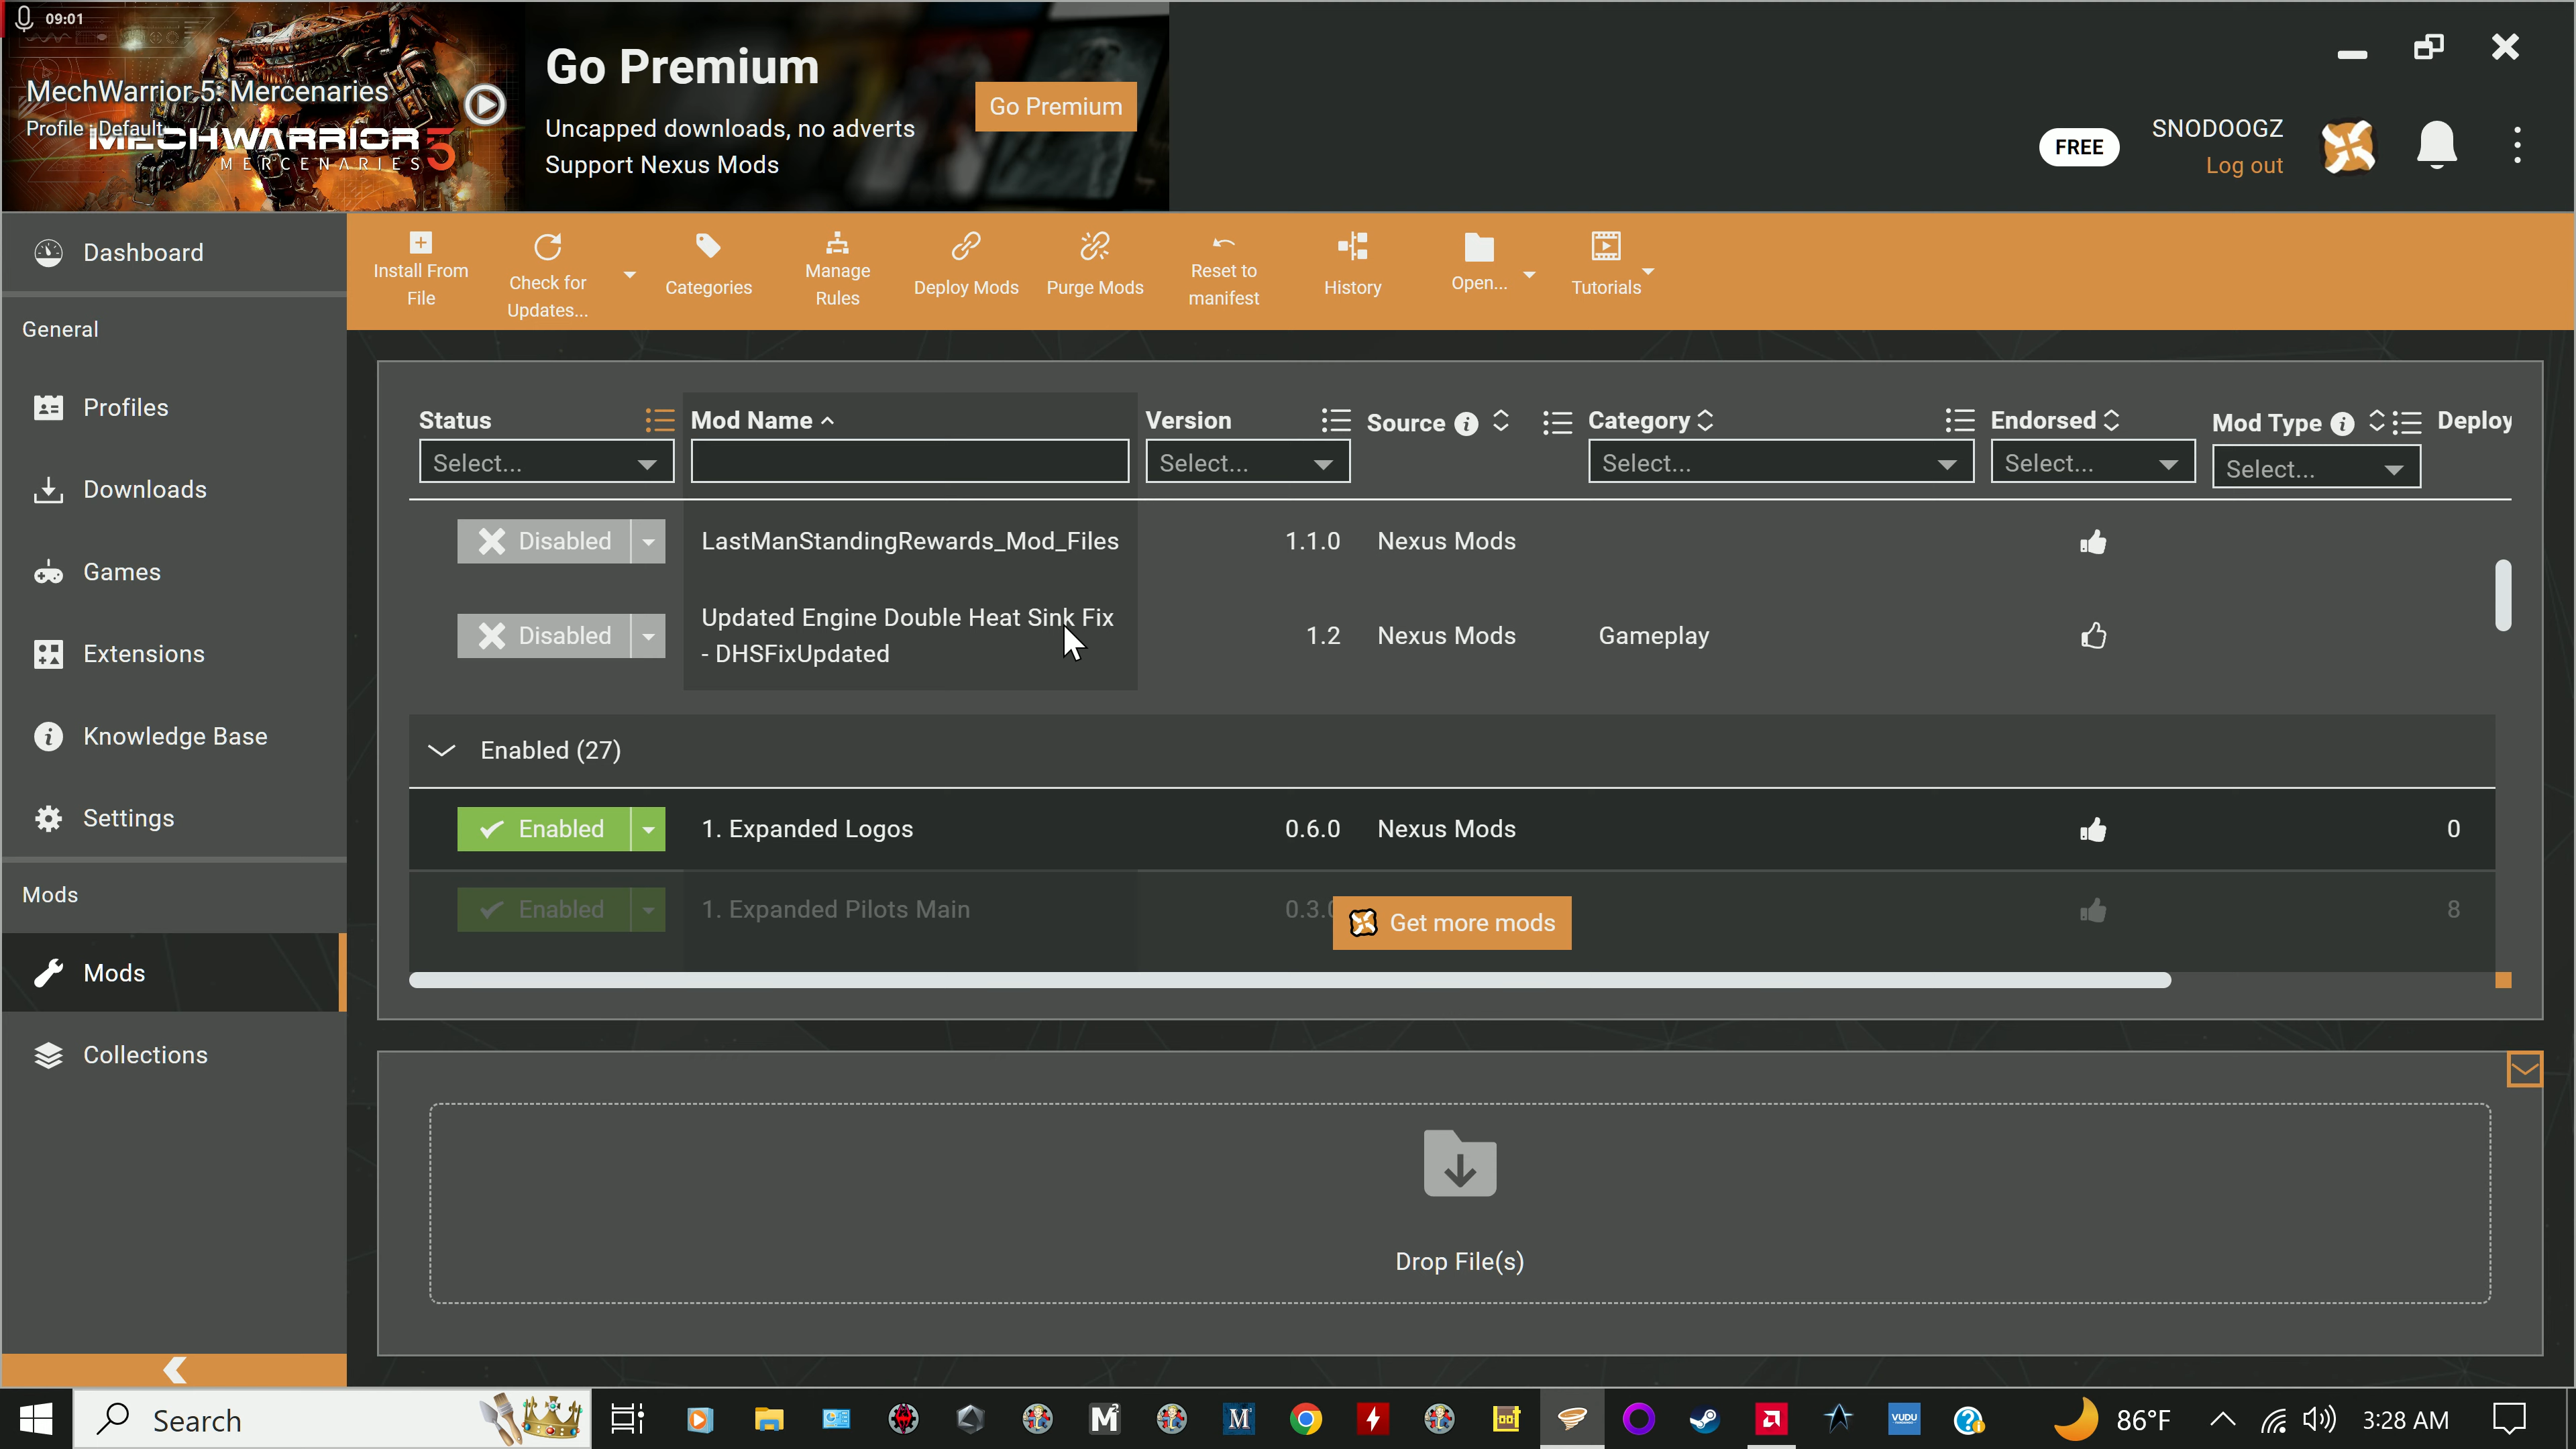 09:01
MechWarrior 5: Mercenaries
Profile : Default
MECHWARRIOR 5
MERCENARIES
Go Premium
Uncapped downloads, no adverts
Support Nexus Mods
Go Premium
FREE
SNODOOGZ
Log out
Dashboard
General
Profiles
Downloads
Games
Extensions
Knowledge Base
Settings
Mods
Mods
Collections
Install From
File
Check for
Updates...
Categories
Manage
Rules
Deploy Mods
Purge Mods
Reset to
manifest
History
Open...
Tutorials
Status Mod Name Version Source Category Endorsed Mod Type Deploy
Select... Select... Select... Select... Select...
Disabled LastManStandingRewards_Mod_Files 1.1.0 Nexus Mods
Disabled Updated Engine Double Heat Sink Fix
- DHSFixUpdated 1.2 Nexus Mods Gameplay
Enabled (27)
Enabled 1. Expanded Logos 0.6.0 Nexus Mods 0
Enabled 1. Expanded Pilots Main 8
Get more mods
Drop File(s)
Search
M
M
VUDU
86°F
3:28 AM